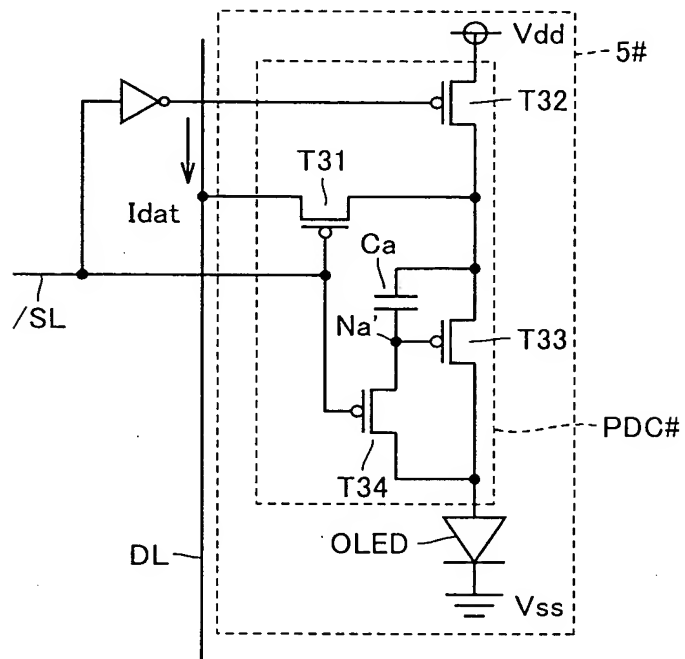 Vdd
5#
T32
T31
Idat
Ca
/SL
Na'
T33
PDC#
T34
OLED
DL
Vss